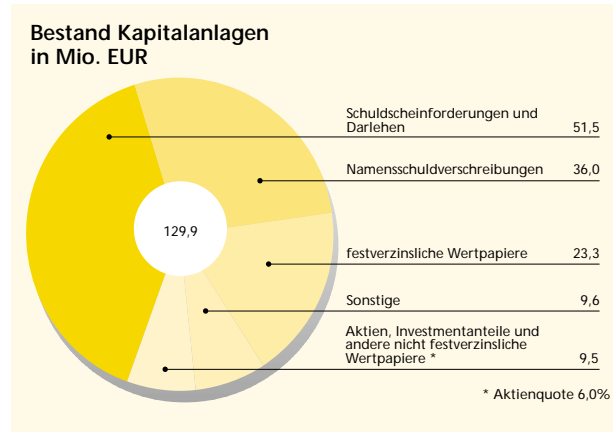 Bestand Kapitalanlagen
in Mio. EUR
Schuldscheinforderungen und
Darlehen 51,5
Namensschuldverschreibungen 36,0
129,9
festverzinsliche Wertpapiere 23,3
Sonstige 9,6
Aktien, Investmentanteile und
andere nicht festverzinsliche
Wertpapiere * 9,5
* Aktienquote 6,0%